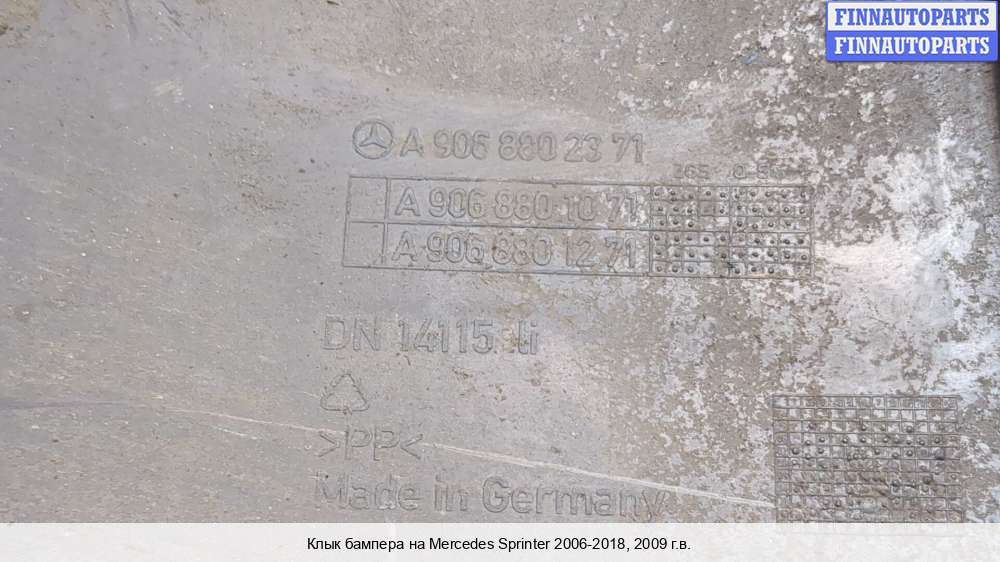 FINNAUTOPARTS
FINNAUTOPARTS
A 906 880 23 71
A 906 880 10 71
A 906 880 12 71
DN 14115 li
>PP<
Made in Germany
Клык бампера на Mercedes Sprinter 2006-2018, 2009 г.в.